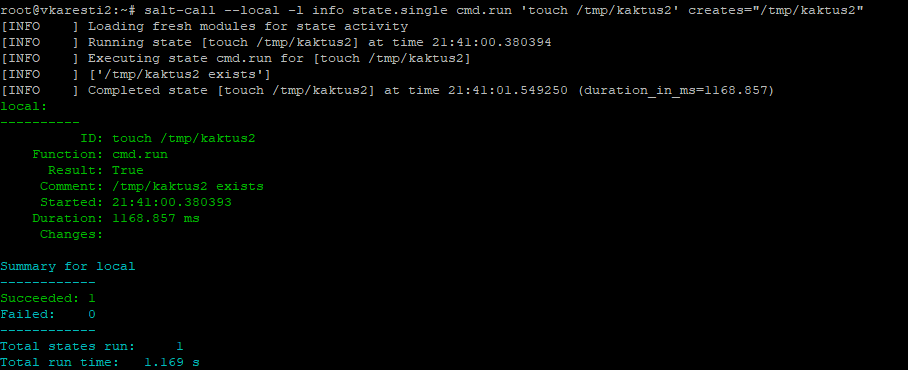 root@vkaresti2:~# salt-call --local -l info state.single cmd.run 'touch /tmp/kaktus2' creates="/tmp/kaktus2"
[INFO    ] Loading fresh modules for state activity
[INFO    ] Running state [touch /tmp/kaktus2] at time 21:41:00.380394
[INFO    ] Executing state cmd.run for [touch /tmp/kaktus2]
[INFO    ] ['/tmp/kaktus2 exists']
[INFO    ] Completed state [touch /tmp/kaktus2] at time 21:41:01.549250 (duration_in_ms=1168.857)
local:
----------
          ID: touch /tmp/kaktus2
    Function: cmd.run
      Result: True
     Comment: /tmp/kaktus2 exists
     Started: 21:41:00.380393
    Duration: 1168.857 ms
     Changes:
Summary for local
------------
Succeeded: 1
Failed:    0
------------
Total states run:     1
Total run time:   1.169 s